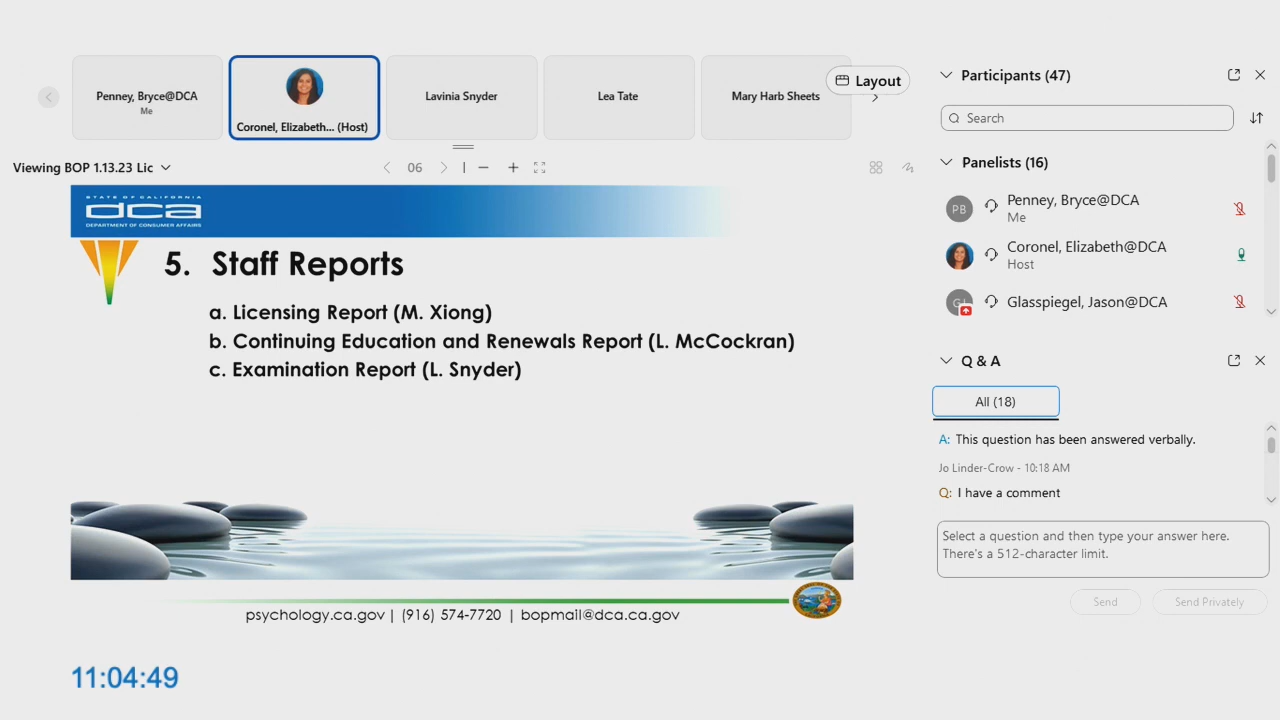 Penney, Bryce@DCA
Me
Coronel, Elizabeth... (Host)
Lavinia Snyder
Lea Tate
Mary Harb Sheets
Layout
Viewing BOP 1.13.23 Lic
06
STATE OF CALIFORNIA
dca
DEPARTMENT OF CONSUMER AFFAIRS
5. Staff Reports
a. Licensing Report (M. Xiong)
b. Continuing Education and Renewals Report (L. McCockran)
c. Examination Report (L. Snyder)
psychology.ca.gov | (916) 574-7720 | bopmail@dca.ca.gov
11:04:49
Participants (47)
Search
Panelists (16)
PB
Penney, Bryce@DCA
Me
Coronel, Elizabeth@DCA
Host
GJ
Glasspiegel, Jason@DCA
Q & A
All (18)
A: This question has been answered verbally.
Jo Linder-Crow - 10:18 AM
Q: I have a comment
Select a question and then type your answer here.
There's a 512-character limit.
Send
Send Privately